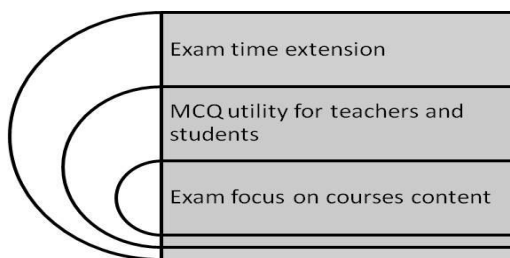 Exam time extension
MCQ utility for teachers and
students
Exam focus on courses content